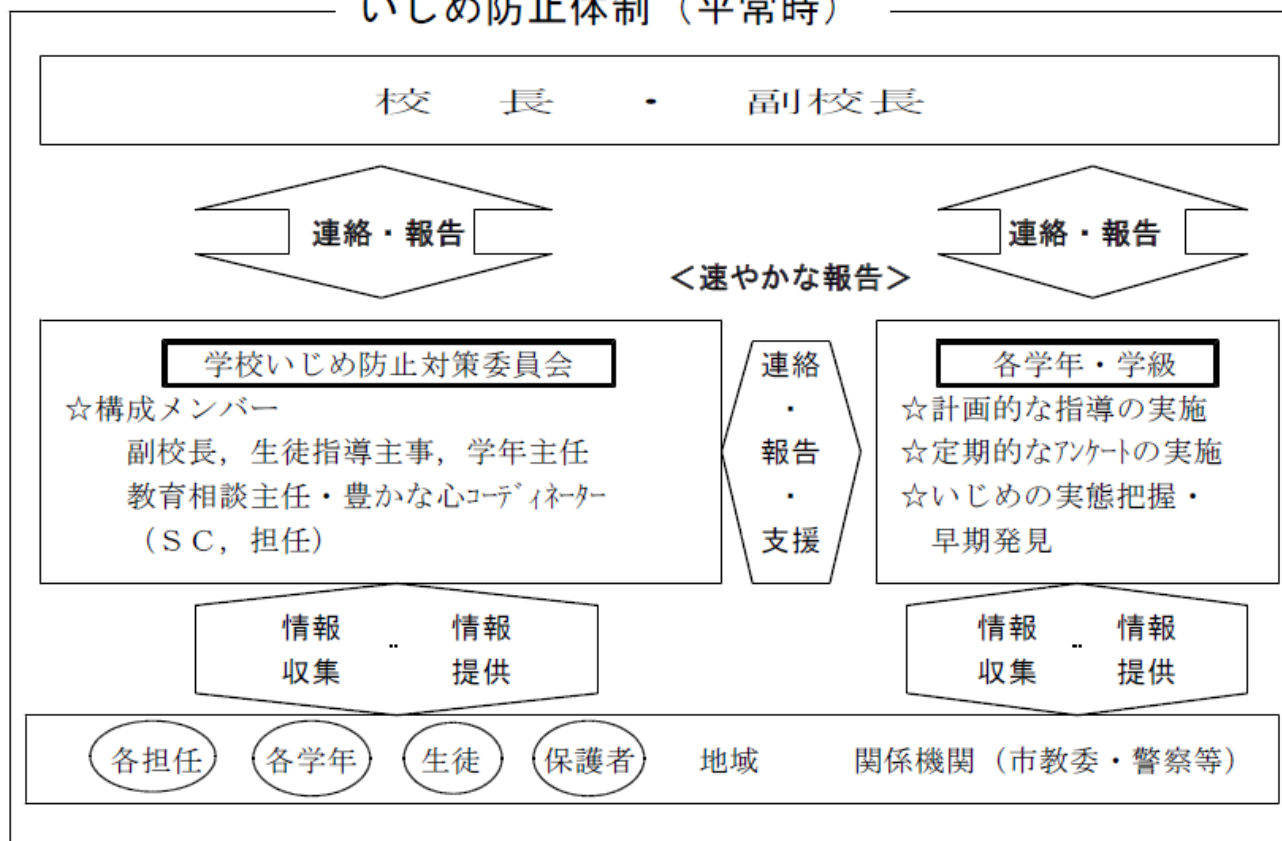 いじめ防止体制（平常時）
校　長　・　副校長
連絡・報告
連絡・報告
＜速やかな報告＞
学校いじめ防止対策委員会
☆構成メンバー
副校長，生徒指導主事，学年主任
教育相談主任・豊かな心ｺｰﾃﾞｨﾈｰﾀｰ
（ＳＣ，担任）
連絡
・
報告
・
支援
各学年・学級
☆計画的な指導の実施
☆定期的なｱﾝｹｰﾄの実施
☆いじめの実態把握・
早期発見
情報　‥　情報
収集　　　提供
情報　‥　情報
収集　　　提供
各担任　各学年　生徒　保護者　地域　関係機関（市教委・警察等）